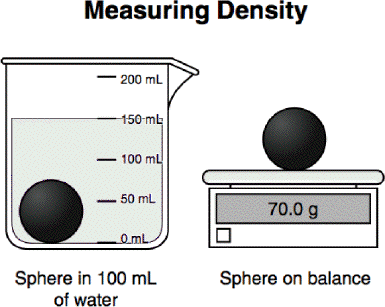 Measuring Density
200 mL
150 mL
100 mL
50 mL
0 mL
70.0 g
Sphere in 100 mL
of water
Sphere on balance